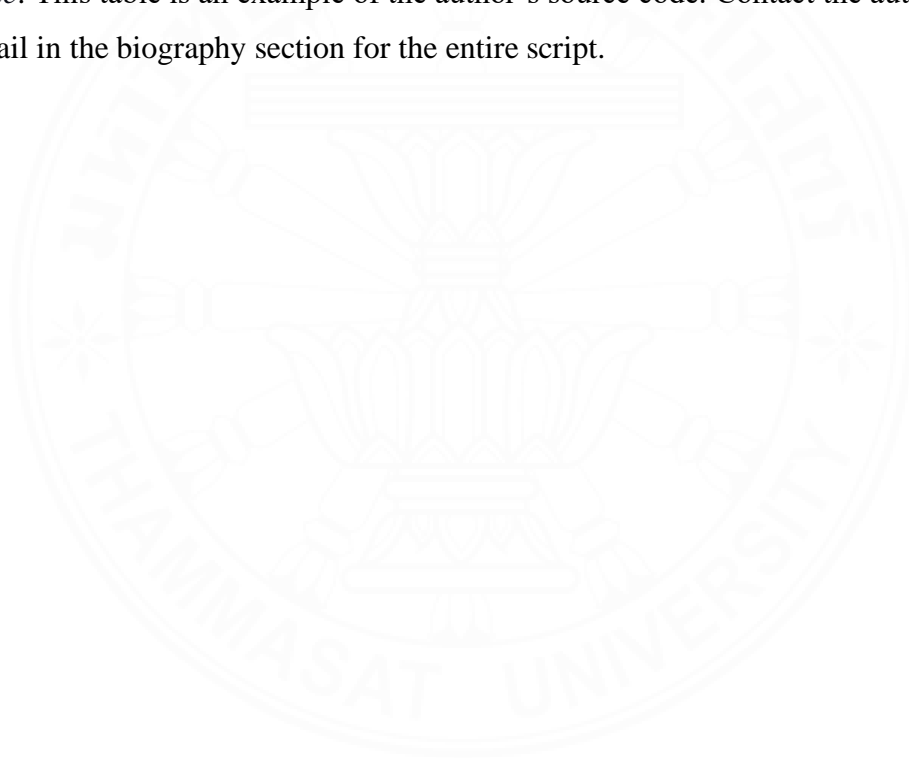 This table is an example of the author's source code. Contact the aut
ail in the biography section for the entire script.
THAMMASAT UNIVERSITY